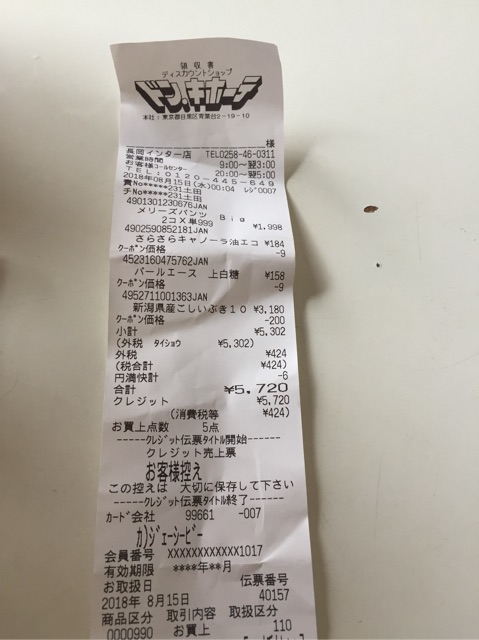 領収書
ディスカウントショップ
ドン.キホーテ
本社:東京都目黒区青葉台2-19-10
様
長岡インター店 TEL0258-46-0311
営業時間 9:00〜翌3:00
お客様コールセンター 20:00〜翌5:00
TEL:0120-445-649
2018年08月15日(水)00:04 レジ0007
責No*****231土田
チNo*****231土田
4901301230676JAN
メリーズパンツ Big
2コX単999 ¥1,998
4902590852181JAN
さらさらキャノーラ油エコ ¥184
クーポン価格 -9
4523160475762JAN
パールエース 上白糖 ¥158
クーポン価格 -9
4952711001363JAN
新潟県産こしいぶき10 ¥3,180
クーポン価格 -200
小計 ¥5,302
(外税 タイショウ ¥5,302)
外税 ¥424
(税合計 ¥424)
円満快計 -6
合計 ¥5,720
クレジット ¥5,720
(消費税等 ¥424)
お買上点数 5点
------クレジット伝票タイトル開始------
クレジット売上票
お客様控え
この控えは 大切に保存して下さい
------クレジット伝票タイトル終了------
カード会社 99661 -007
カ)ジェーシービー
会員番号 XXXXXXXXXXXX1017
有効期限 ****年**月
お取扱日 伝票番号
2018年 8月15日 40157
商品区分 取引内容 取扱区分
0000990 お買上 110